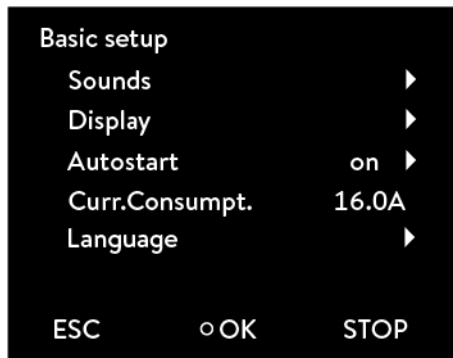 Basic setup
Sounds
Display
Autostart on
Curr.Consumpt. 16.0A
Language
ESC OK STOP